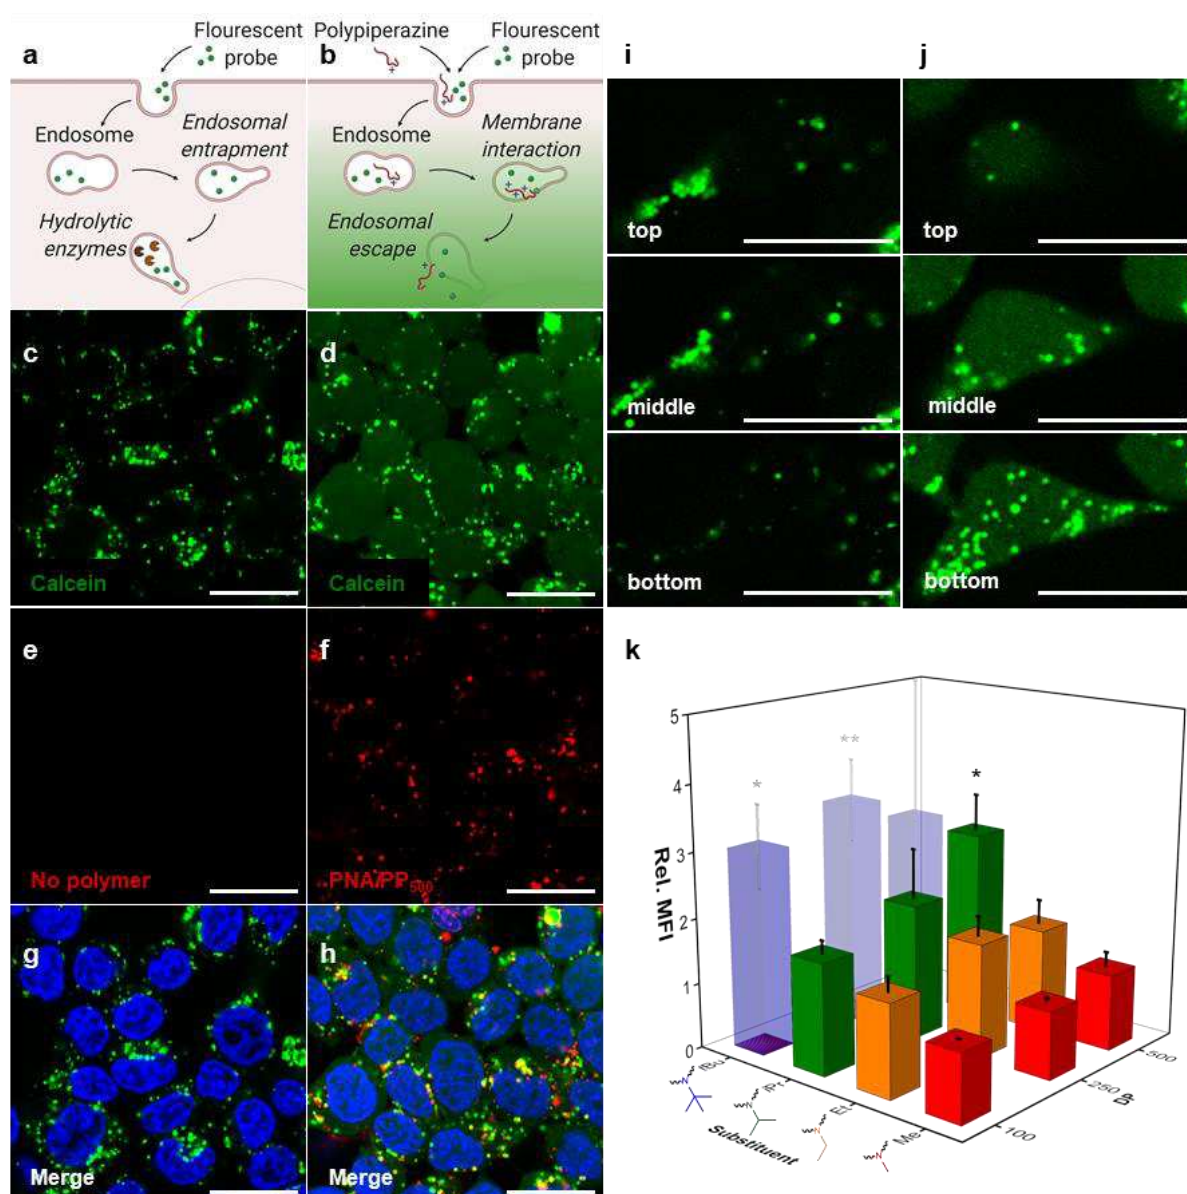 a
Flourescent
probe
Endosome
Endosomal
entrapment
Hydrolytic
enzymes
b
Polypiperazine
Flourescent
probe
Endosome
Membrane
interaction
Endosomal
escape
c
Calcein
d
Calcein
e
No polymer
f
PNA/PP500
g
Merge
h
Merge
i
top
middle
bottom
j
top
middle
bottom
k
Rel. MFI
5
4
3
2
1
0
*
**
*
tBu
iPr
Et
Me
N
N
N
N
Substituent
100
250
500
DP